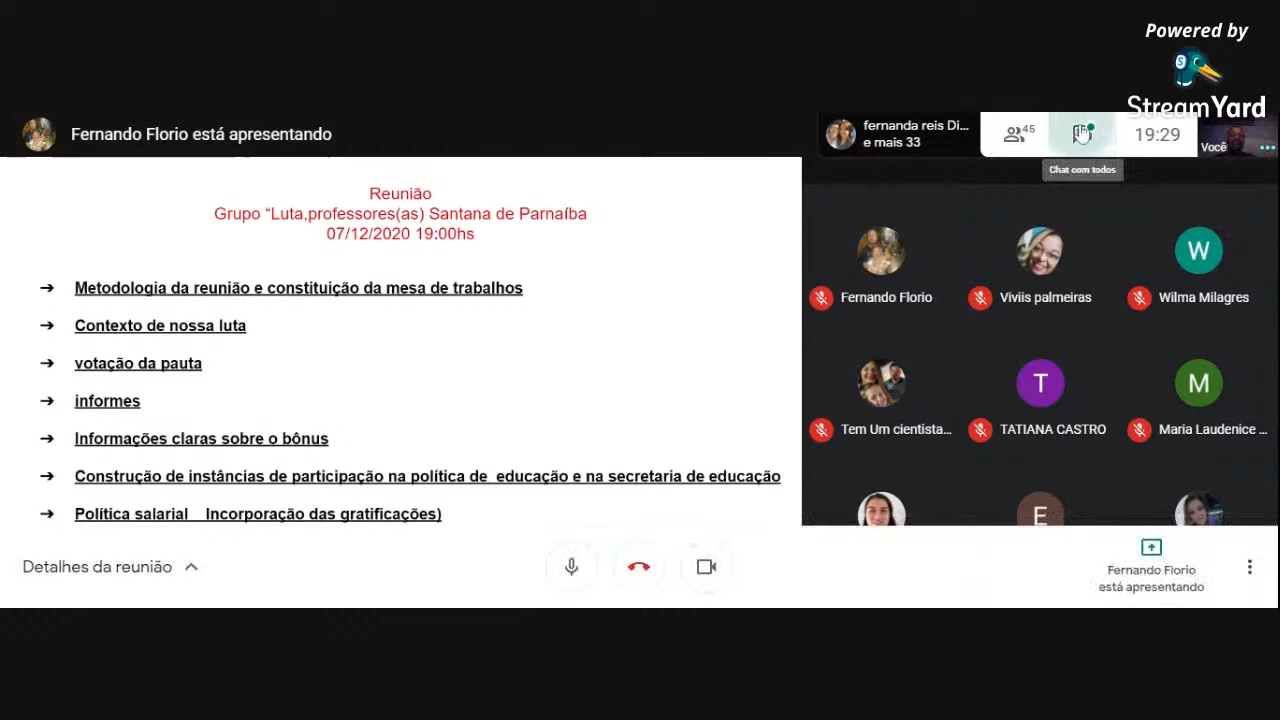 Powered by
StreamYard
Fernando Florio está apresentando
fernanda reis Di...
e mais 33
45
19:29
Você
Chat com todos
Reunião
Grupo “Luta,professores(as) Santana de Parnaíba
07/12/2020 19:00hs
➔ Metodologia da reunião e constituição da mesa de trabalhos
➔ Contexto de nossa luta
➔ votação da pauta
➔ informes
➔ Informações claras sobre o bônus
➔ Construção de instâncias de participação na política de educação e na secretaria de educação
➔ Política salarial Incorporação das gratificações)
Fernando Florio
Viviis palmeiras
W
Wilma Milagres
Tem Um cientista...
T
TATIANA CASTRO
M
Maria Laudenice ...
E
Detalhes da reunião
Fernando Florio
está apresentando